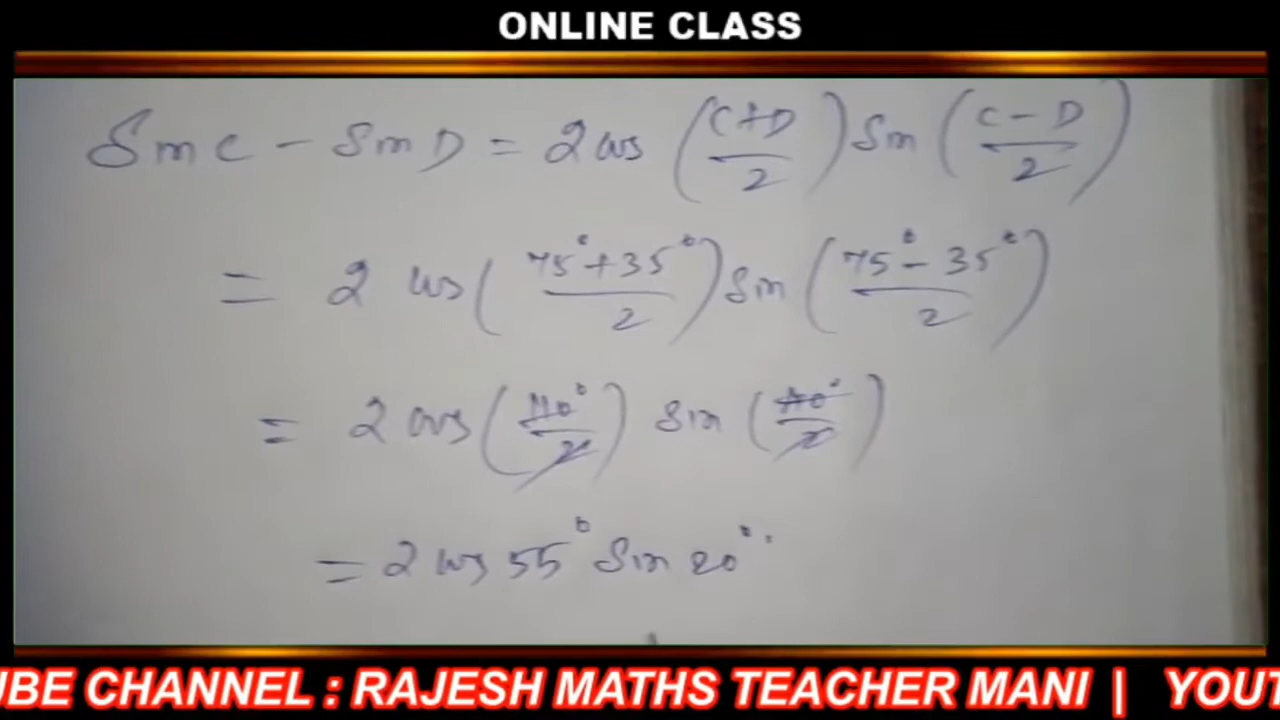 ONLINE CLASS
Sin C - Sin D = 2 cos (C+D/2) Sin (C-D/2)
= 2 cos (75°+35°/2) Sin (75°-35°/2)
= 2 cos (110°/2) Sin (40°/2)
= 2 cos 55° Sin 20°.
UBE CHANNEL : RAJESH MATHS TEACHER MANI | YOUT